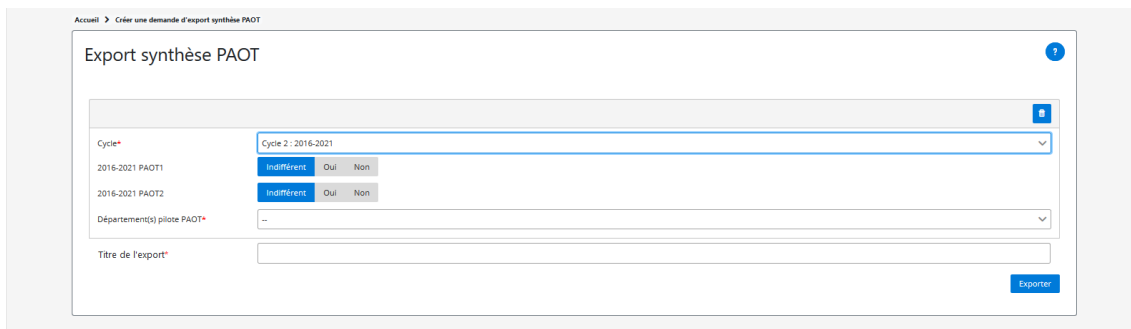 Accueil > Créer une demande d'export synthèse PAOT
Export synthèse PAOT
?
Cycle*
Cycle 2 : 2016-2021
2016-2021 PAOT1
Indifférent Oui Non
2016-2021 PAOT2
Indifférent Oui Non
Département(s) pilote PAOT*
--
Titre de l'export*
Exporter